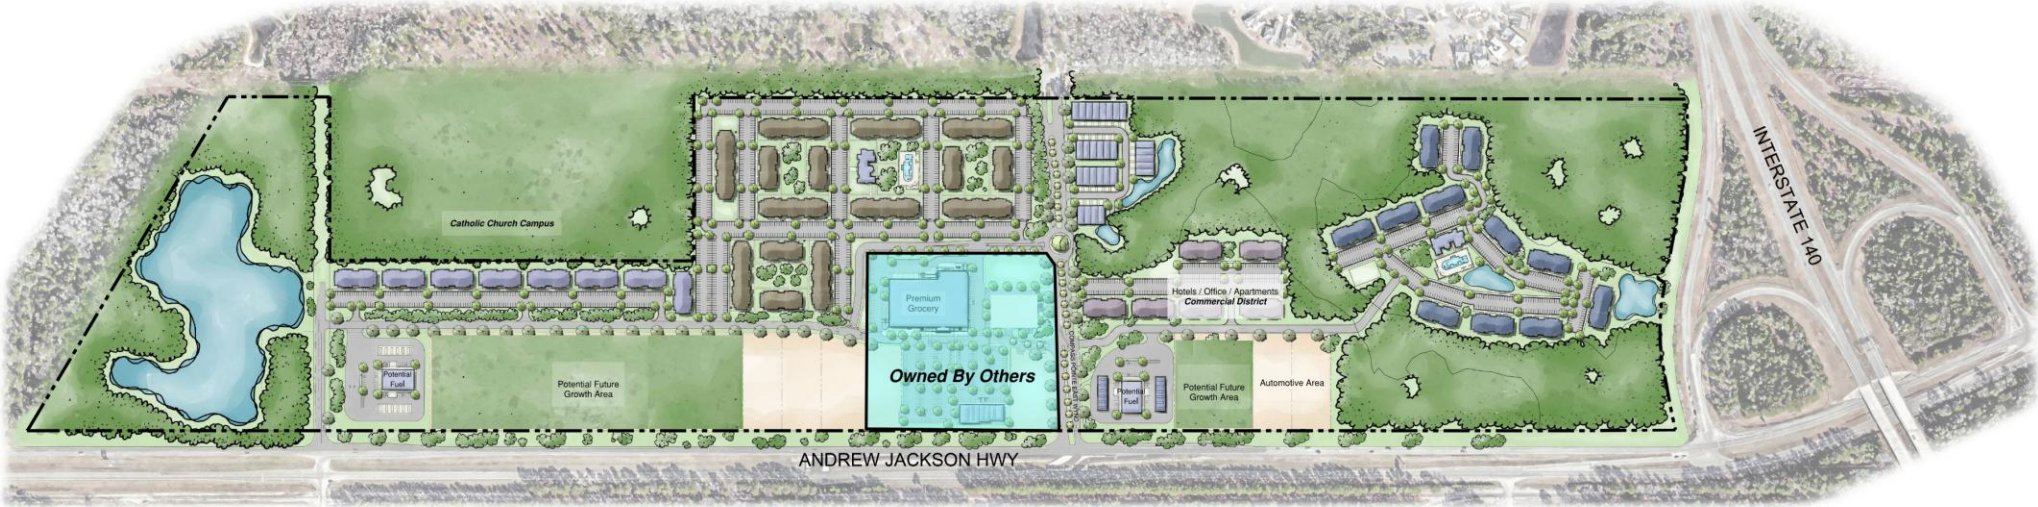 INTERSTATE 140
Catholic Church Campus
Premium
Grocery
Hotels / Office / Apartments
Commercial District
Owned By Others
Potential
Fuel
Potential Future
Growth Area
Potential
Fuel
Potential Future
Growth Area
Automotive Area
ANDREW JACKSON HWY